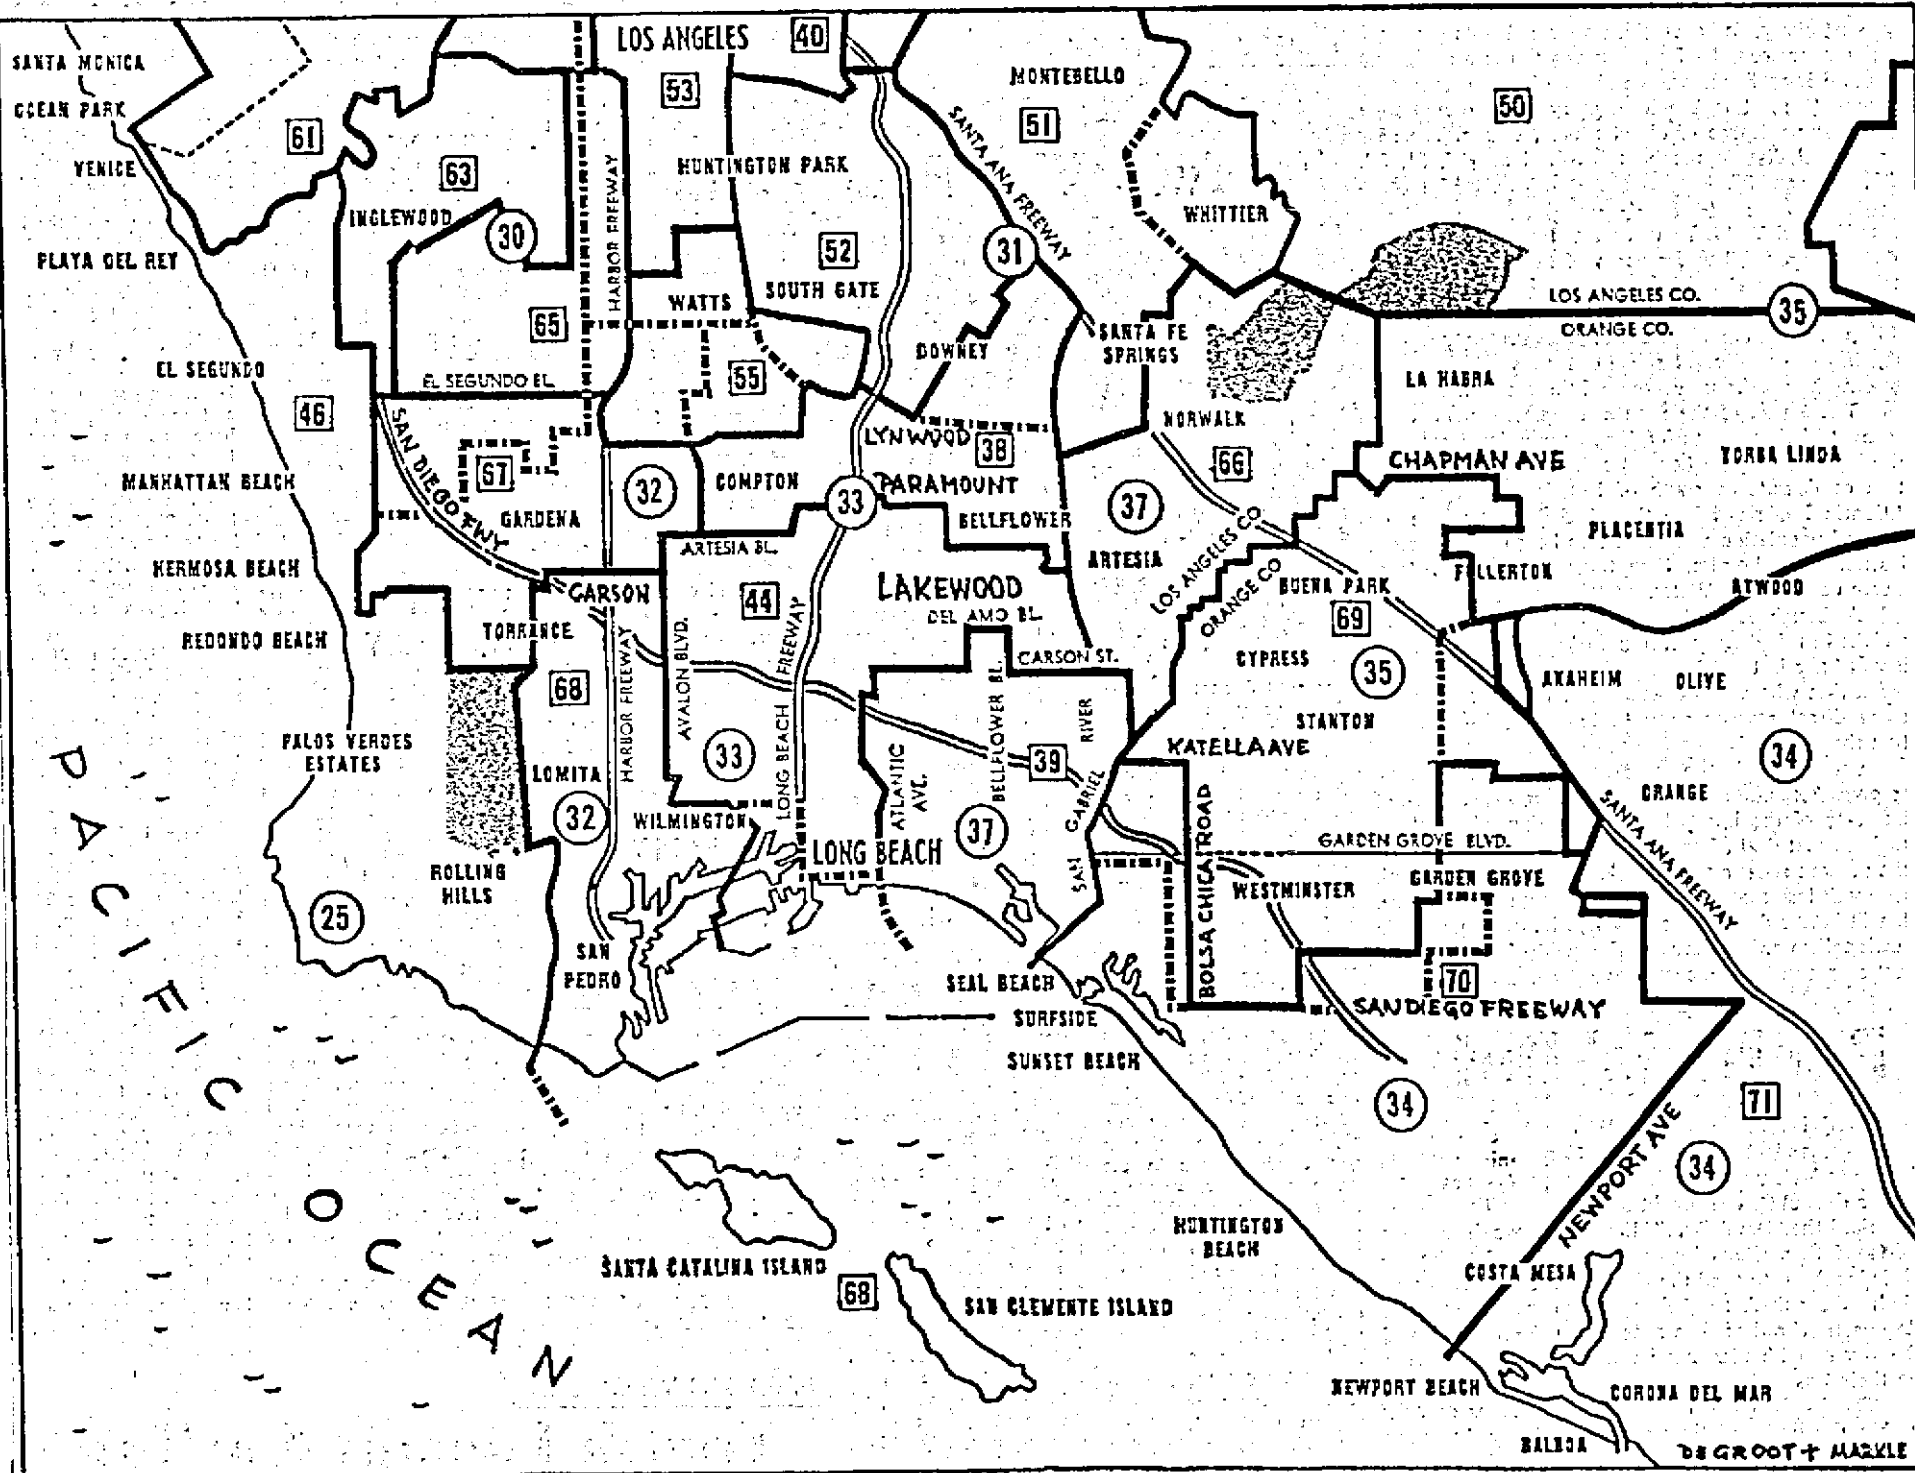 LOS ANGELES
40
SANTA MONICA
53
MONTEBELLO
OCEAN PARK
50
61
51
SANTA ANA FREEWAY
VENICE
63
HUNTINGTON PARK
HARBOR FREEWAY
INGLEWOOD
WHITTIER
30
31
PLAYA DEL REY
52
SOUTH GATE
WATTS
LOS ANGELES CO.
35
ORANGE CO.
65
SANTA FE
SPRINGS
DOWNEY
EL SEGUNDO
EL SEGUNDO BL.
55
LA HABRA
46
SAN DIEGO FWY
NORWALK
LYNWOOD
38
66
CHAPMAN AVE
YORBA LINDA
MANHATTAN BEACH
67
32
COMPTON
33
PARAMOUNT
37
GARDENA
BELLFLOWER
PLACENTIA
ARTESIA BL.
ARTESIA
LOS ANGELES CO
ORANGE CO
HERMOSA BEACH
FULLERTON
CARSON
44
LAKEWOOD
BUENA PARK
ATWOOD
DEL AMO BL.
69
REDONDO BEACH
TORRANCE
CARSON ST.
CYPRESS
35
68
HARBOR FREEWAY
AVALON BLVD.
LONG BEACH FREEWAY
BELLFLOWER BL.
ANAHEIM
OLIVE
STANTON
PALOS VERDES
ESTATES
33
KATELLA AVE
34
LOMITA
ATLANTIC
AVE.
39
SAN GABRIEL RIVER
32
WILMINGTON
37
ORANGE
SANTA ANA FREEWAY
GARDEN GROVE BLVD.
LONG BEACH
ROLLING
HILLS
BOLSA CHICA ROAD
WESTMINSTER
GARDEN GROVE
25
SAN
PEDRO
SEAL BEACH
70
SAN DIEGO FREEWAY
SURFSIDE
SUNSET BEACH
34
71
NEWPORT AVE
34
PACIFIC
OCEAN
HUNTINGTON
BEACH
SANTA CATALINA ISLAND
68
SAN CLEMENTE ISLAND
COSTA MESA
NEWPORT BEACH
CORONA DEL MAR
BALBOA
DE GROOT + MARKLE